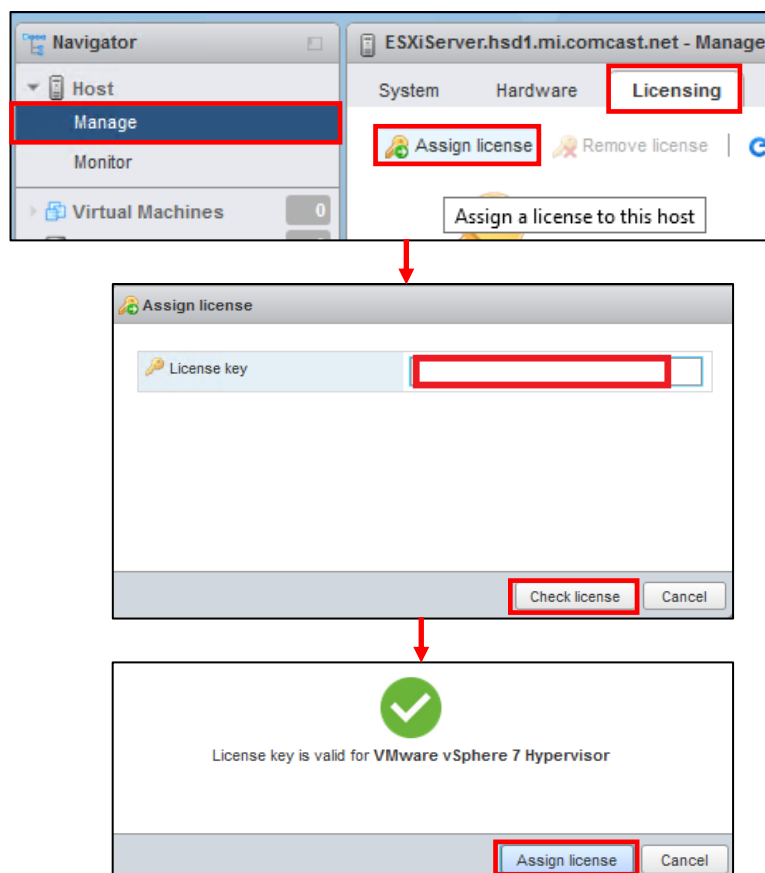 Navigator
ESXiServer.hsd1.mi.comcast.net - Manage
Host
System Hardware Licensing
Manage
Assign license Remove license
Monitor
Virtual Machines 0
Assign a license to this host
Assign license
License key
Check license Cancel
License key is valid for VMware vSphere 7 Hypervisor
Assign license Cancel